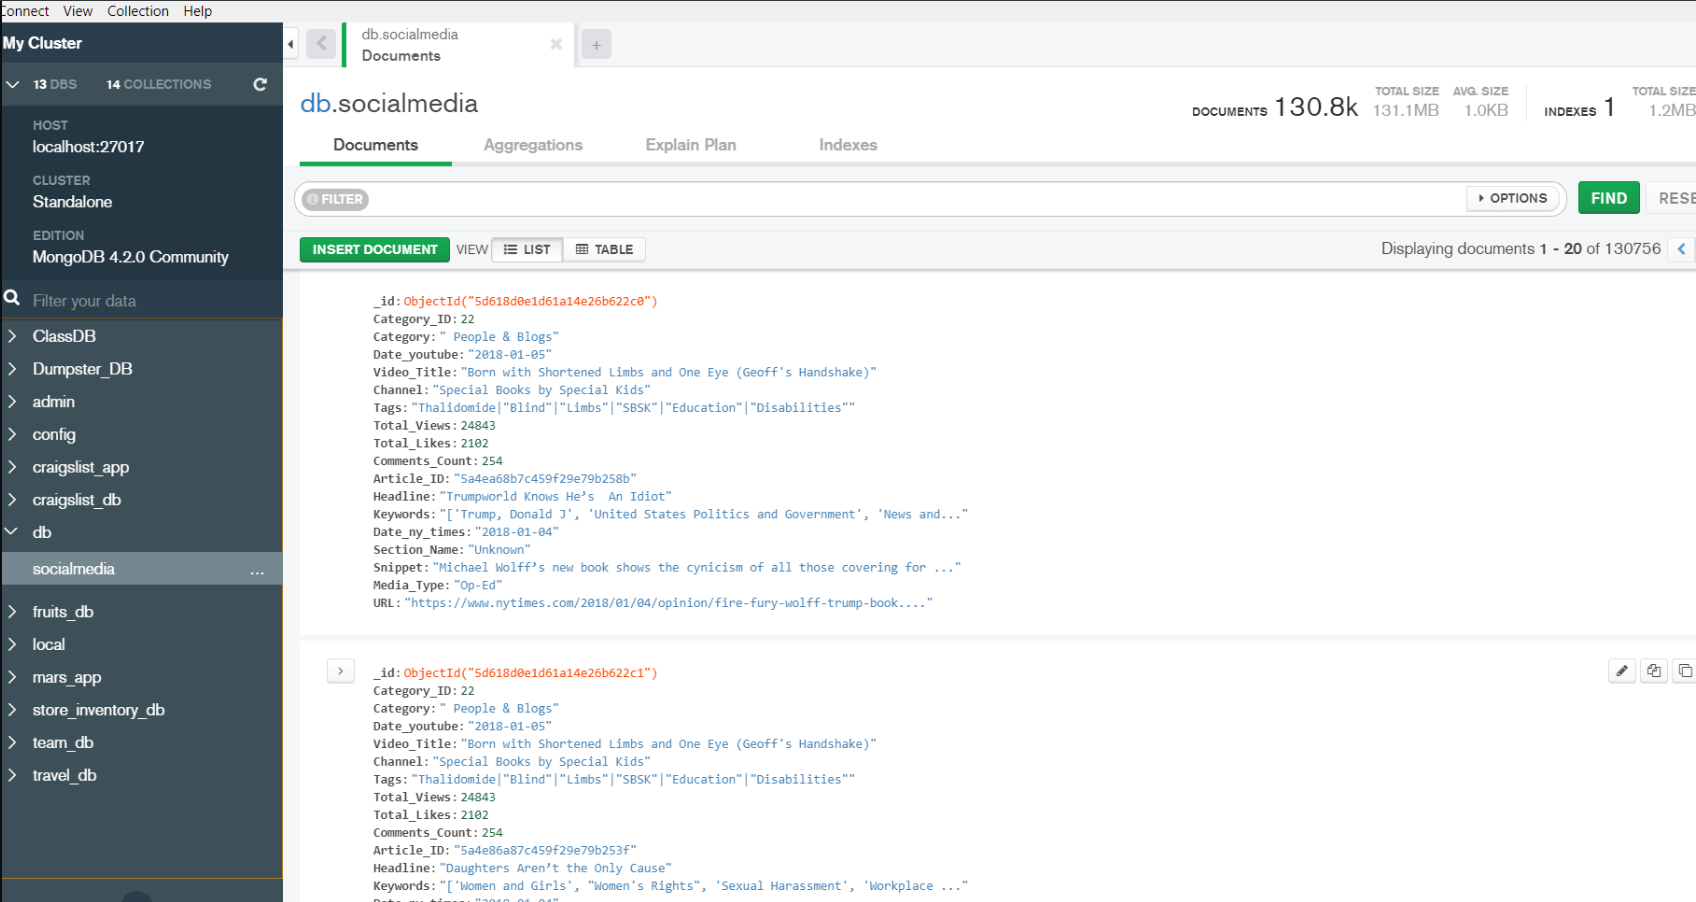 Connect View Collection Help
My Cluster
13 DBS 14 COLLECTIONS
HOST
localhost:27017
CLUSTER
Standalone
EDITION
MongoDB 4.2.0 Community
Filter your data
ClassDB
Dumpster_DB
admin
config
craigslist_app
craigslist_db
db
socialmedia ...
fruits_db
local
mars_app
store_inventory_db
team_db
travel_db
db.socialmedia
Documents
db.socialmedia
DOCUMENTS 130.8k TOTAL SIZE 131.1MB AVG. SIZE 1.0KB INDEXES 1 TOTAL SIZE 1.2MB
Documents Aggregations Explain Plan Indexes
FILTER OPTIONS FIND RESE
INSERT DOCUMENT VIEW LIST TABLE Displaying documents 1 - 20 of 130756
_id: ObjectId("5d618d0e1d61a14e26b622c0")
Category_ID: 22
Category: " People & Blogs"
Date_youtube: "2018-01-05"
Video_Title: "Born with Shortened Limbs and One Eye (Geoff's Handshake)"
Channel: "Special Books by Special Kids"
Tags: "Thalidomide|"Blind"|"Limbs"|"SBSK"|"Education"|"Disabilities""
Total_Views: 24843
Total_Likes: 2102
Comments_Count: 254
Article_ID: "5a4ea68b7c459f29e79b258b"
Headline: "Trumpworld Knows He’s  An Idiot"
Keywords: "['Trump, Donald J', 'United States Politics and Government', 'News and..."
Date_ny_times: "2018-01-04"
Section_Name: "Unknown"
Snippet: "Michael Wolff’s new book shows the cynicism of all those covering for ..."
Media_Type: "Op-Ed"
URL: "https://www.nytimes.com/2018/01/04/opinion/fire-fury-wolff-trump-book...."
_id: ObjectId("5d618d0e1d61a14e26b622c1")
Category_ID: 22
Category: " People & Blogs"
Date_youtube: "2018-01-05"
Video_Title: "Born with Shortened Limbs and One Eye (Geoff's Handshake)"
Channel: "Special Books by Special Kids"
Tags: "Thalidomide|"Blind"|"Limbs"|"SBSK"|"Education"|"Disabilities""
Total_Views: 24843
Total_Likes: 2102
Comments_Count: 254
Article_ID: "5a4e86a87c459f29e79b253f"
Headline: "Daughters Aren’t the Only Cause"
Keywords: "['Women and Girls', "Women's Rights", 'Sexual Harassment', 'Workplace ..."
Date_ny_times: "2018-01-04"